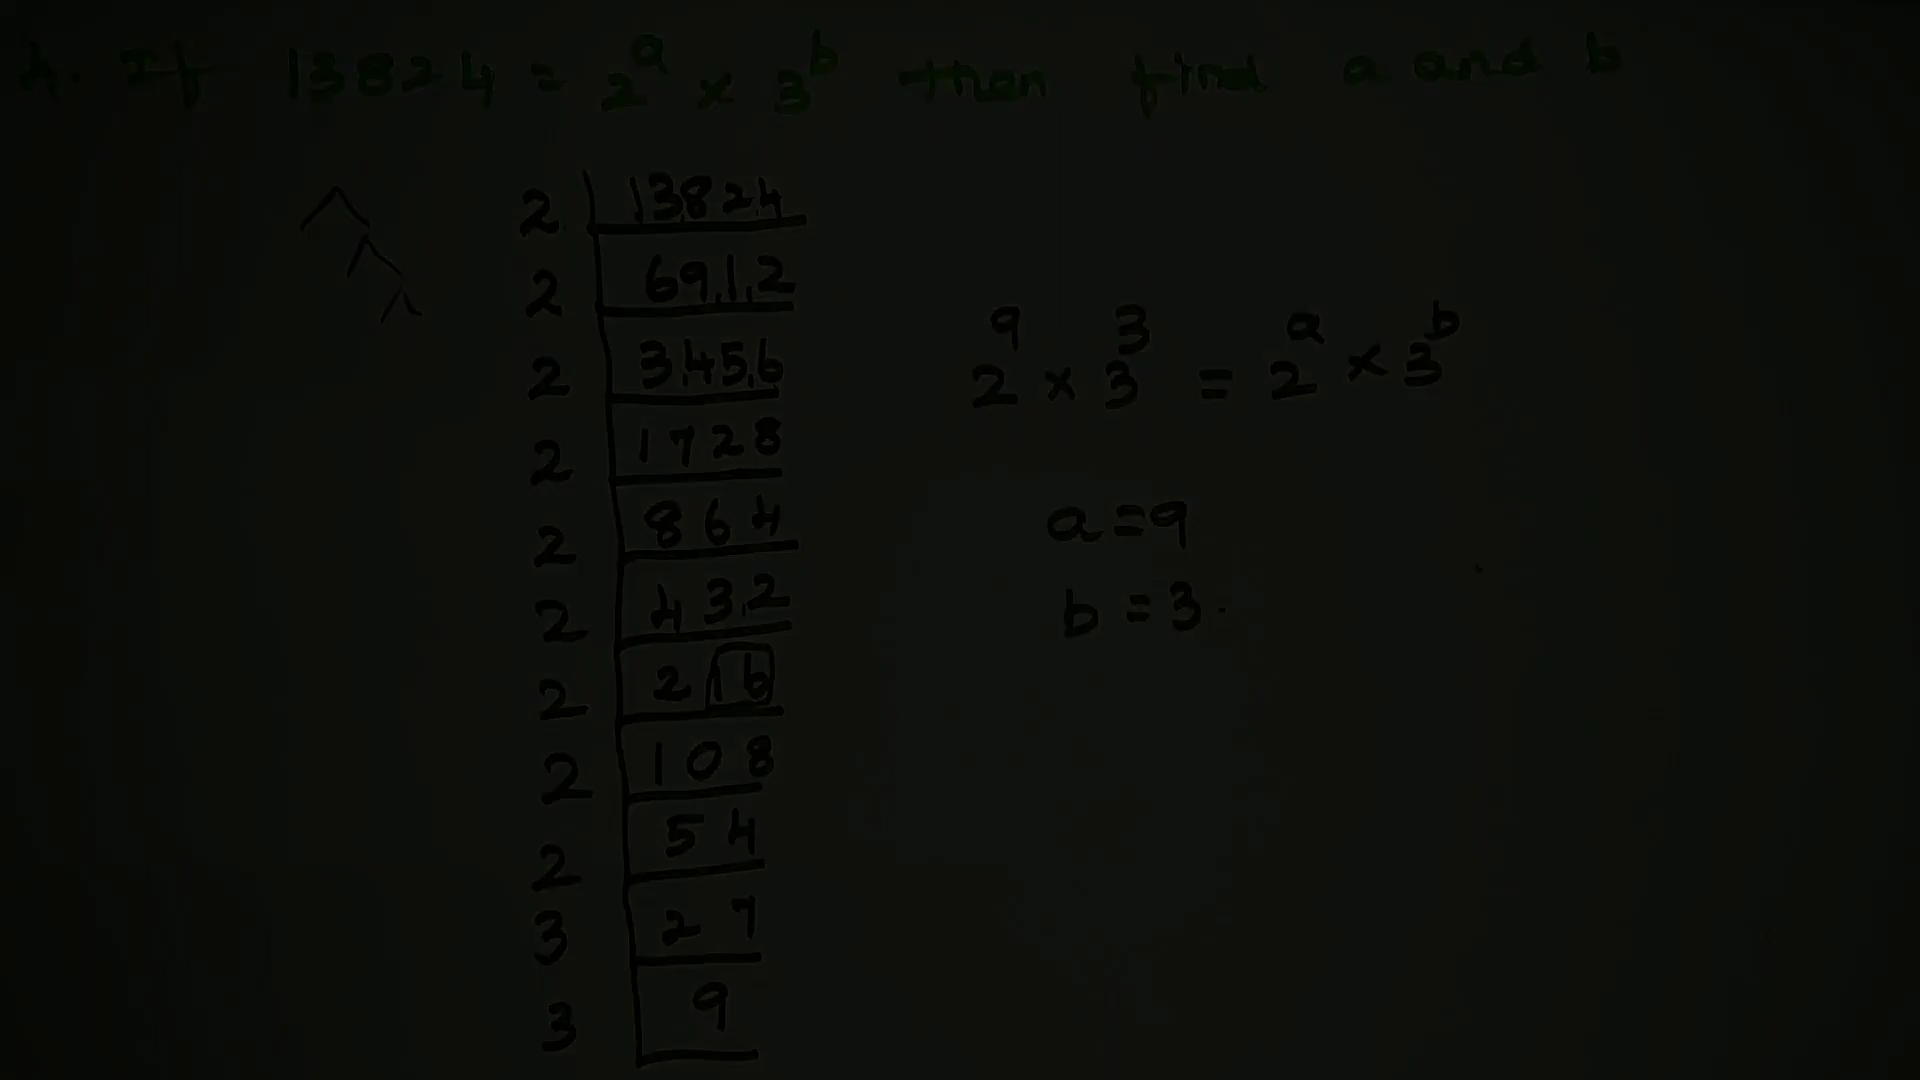 4. If 13824 = 2^a × 3^b then find a and b
2 | 13824
2 | 6912
2 | 3456
2 | 1728
2 | 864
2 | 432
2 | 216
2 | 108
2 | 54
3 | 27
3 | 9
2^9 × 3^3 = 2^a × 3^b
a = 9
b = 3.